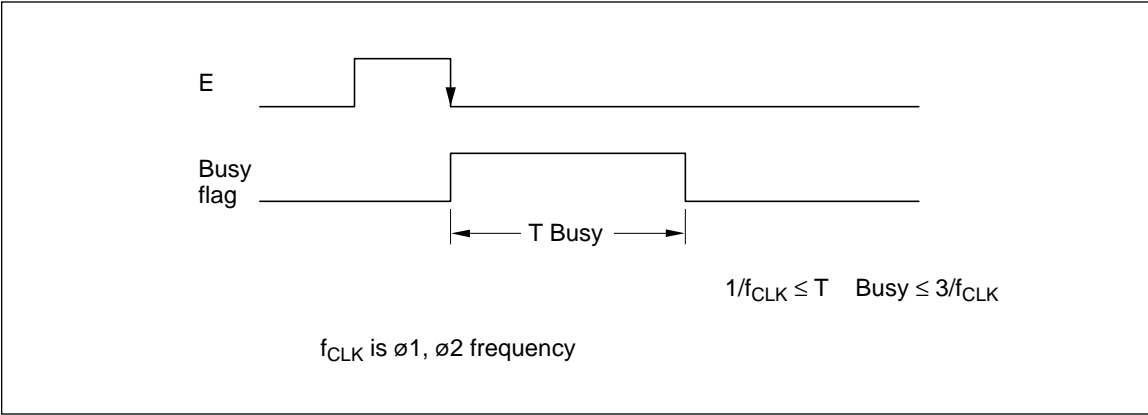 E
Busy
flag
T Busy
1/fCLK ≤ T Busy ≤ 3/fCLK
fCLK is ø1, ø2 frequency